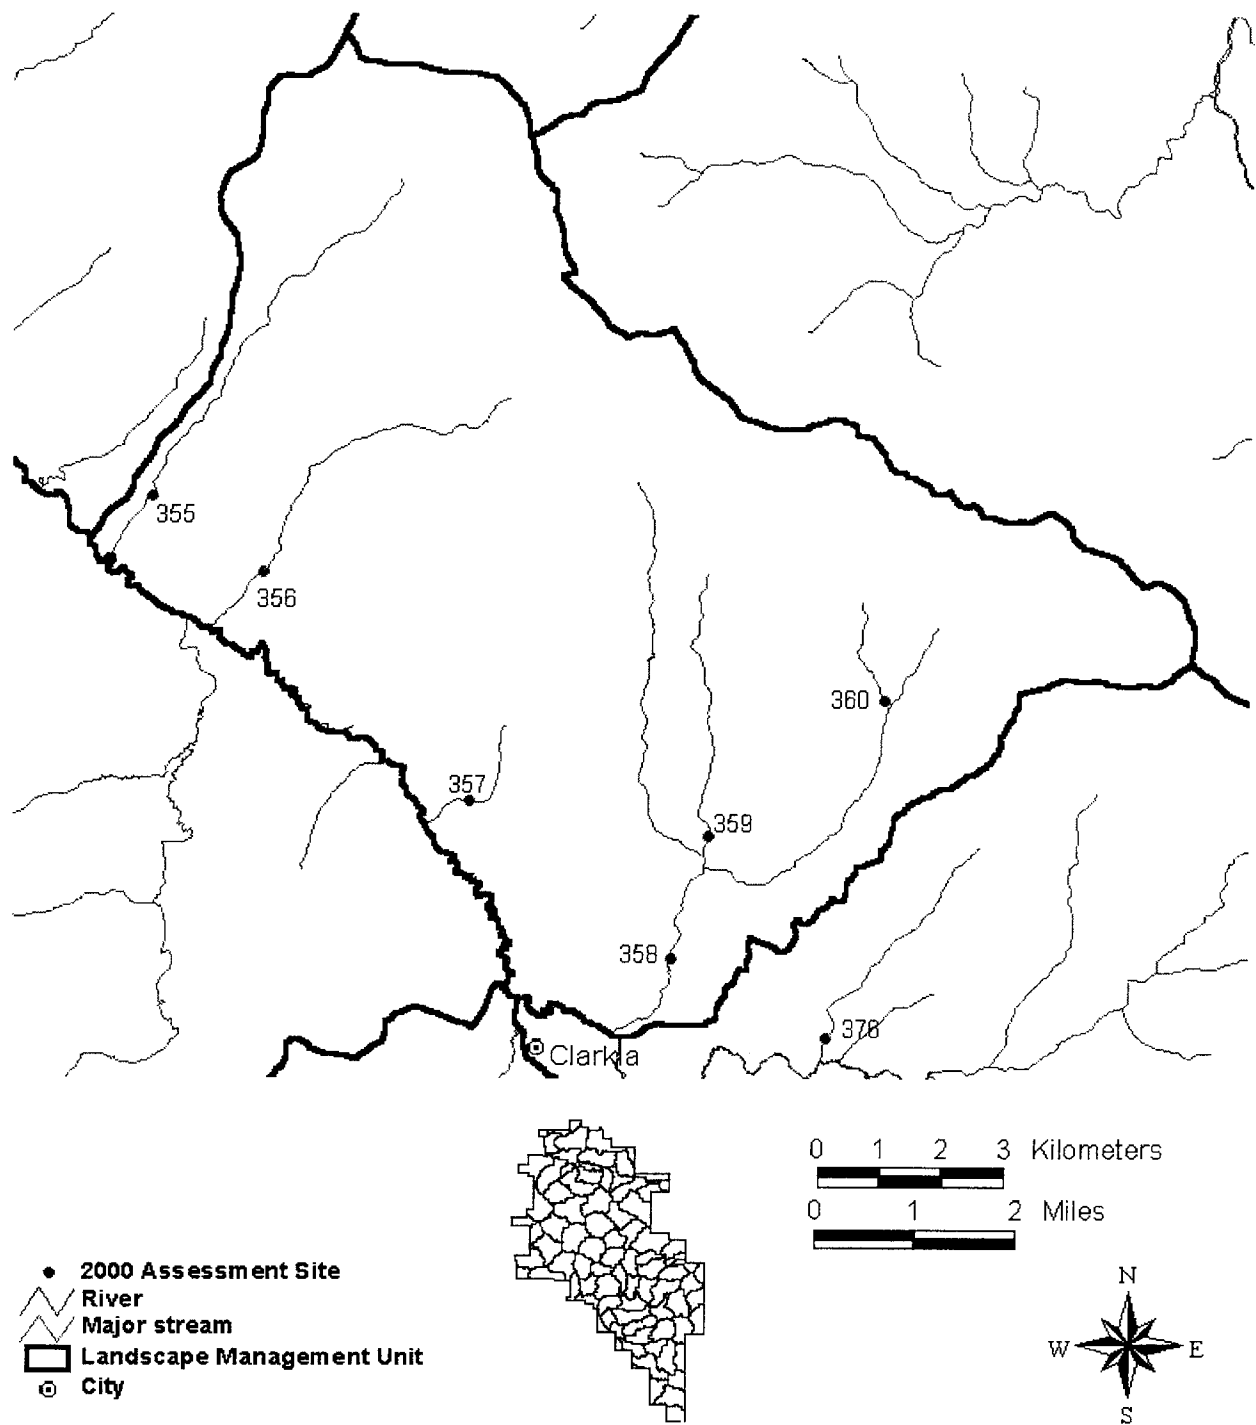 355
356
360
357
359
358
376
Clarkia
0 1 2 3 Kilometers
0 1 2 Miles
2000 Assessment Site
River
Major stream
Landscape Management Unit
City
N
W E
S